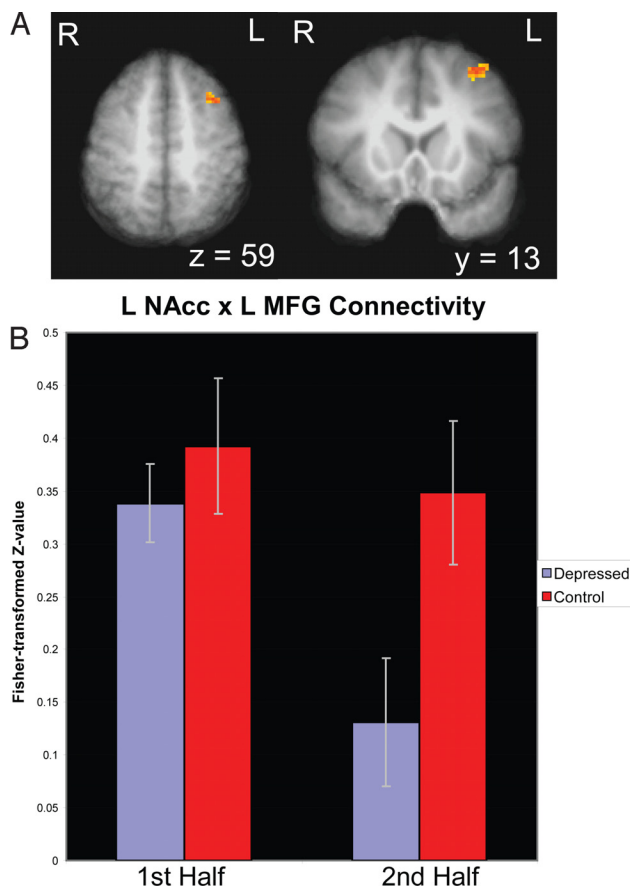 A
R L
R L
z = 59
y = 13
L NAcc x L MFG Connectivity
B
0.5
0.45
0.4
0.35
0.3
0.25
0.2
0.15
0.1
0.05
0
Fisher-transformed Z-value
1st Half
2nd Half
Depressed
Control